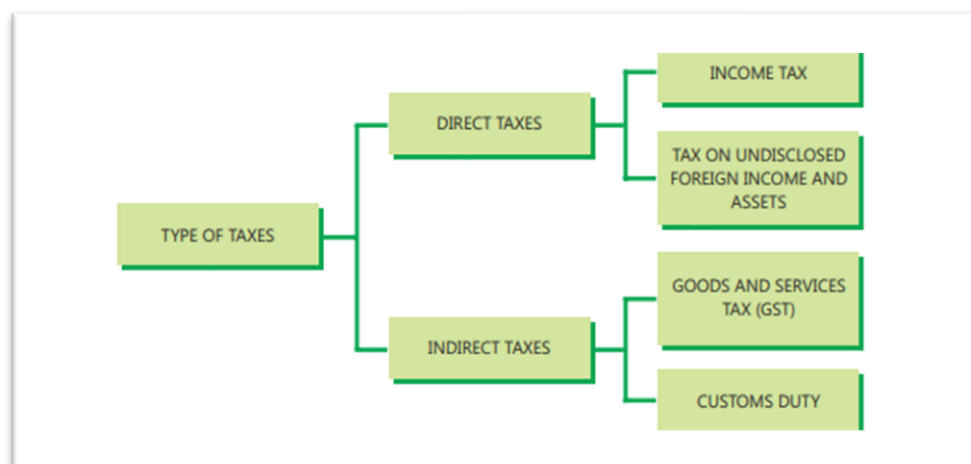 INCOME TAX
DIRECT TAXES
TAX ON UNDISCLOSED
FOREIGN INCOME AND
ASSETS
TYPE OF TAXES
GOODS AND SERVICES
TAX (GST)
INDIRECT TAXES
CUSTOMS DUTY